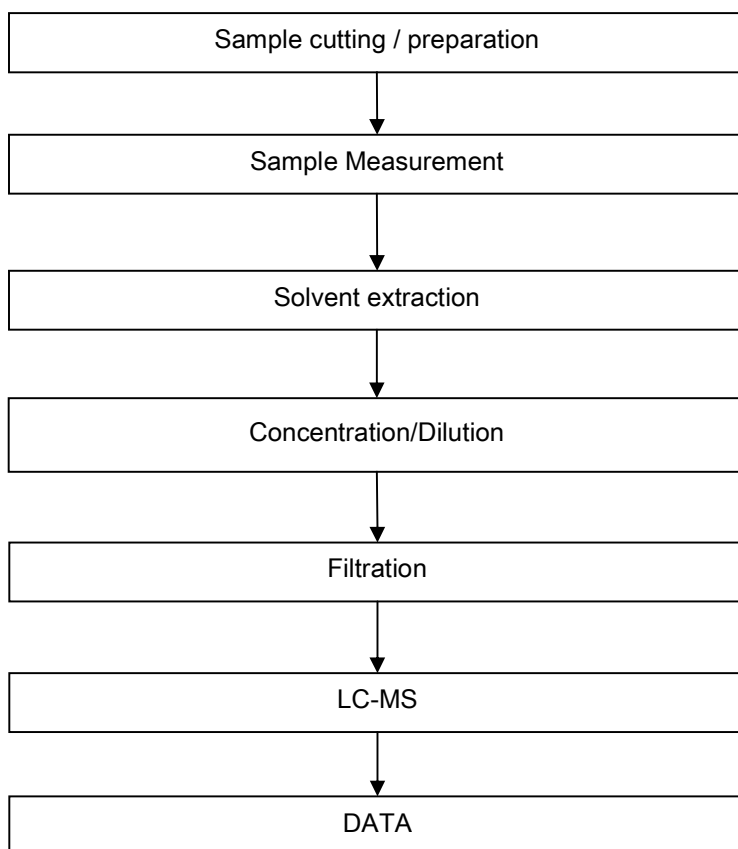 Sample cutting / preparation
Sample Measurement
Solvent extraction
Concentration/Dilution
Filtration
LC-MS
DATA